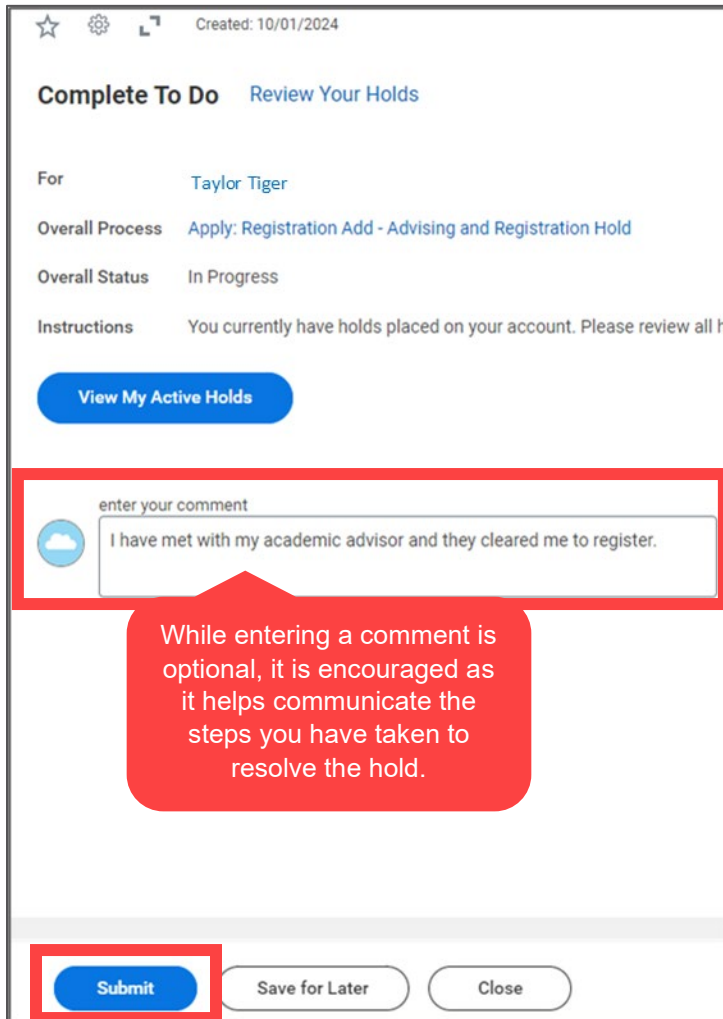 Created: 10/01/2024
Complete To Do Review Your Holds
For Taylor Tiger
Overall Process Apply: Registration Add - Advising and Registration Hold
Overall Status In Progress
Instructions You currently have holds placed on your account. Please review all
View My Active Holds
enter your comment
I have met with my academic advisor and they cleared me to register.
While entering a comment is
optional, it is encouraged as
it helps communicate the
steps you have taken to
resolve the hold.
Submit Save for Later Close